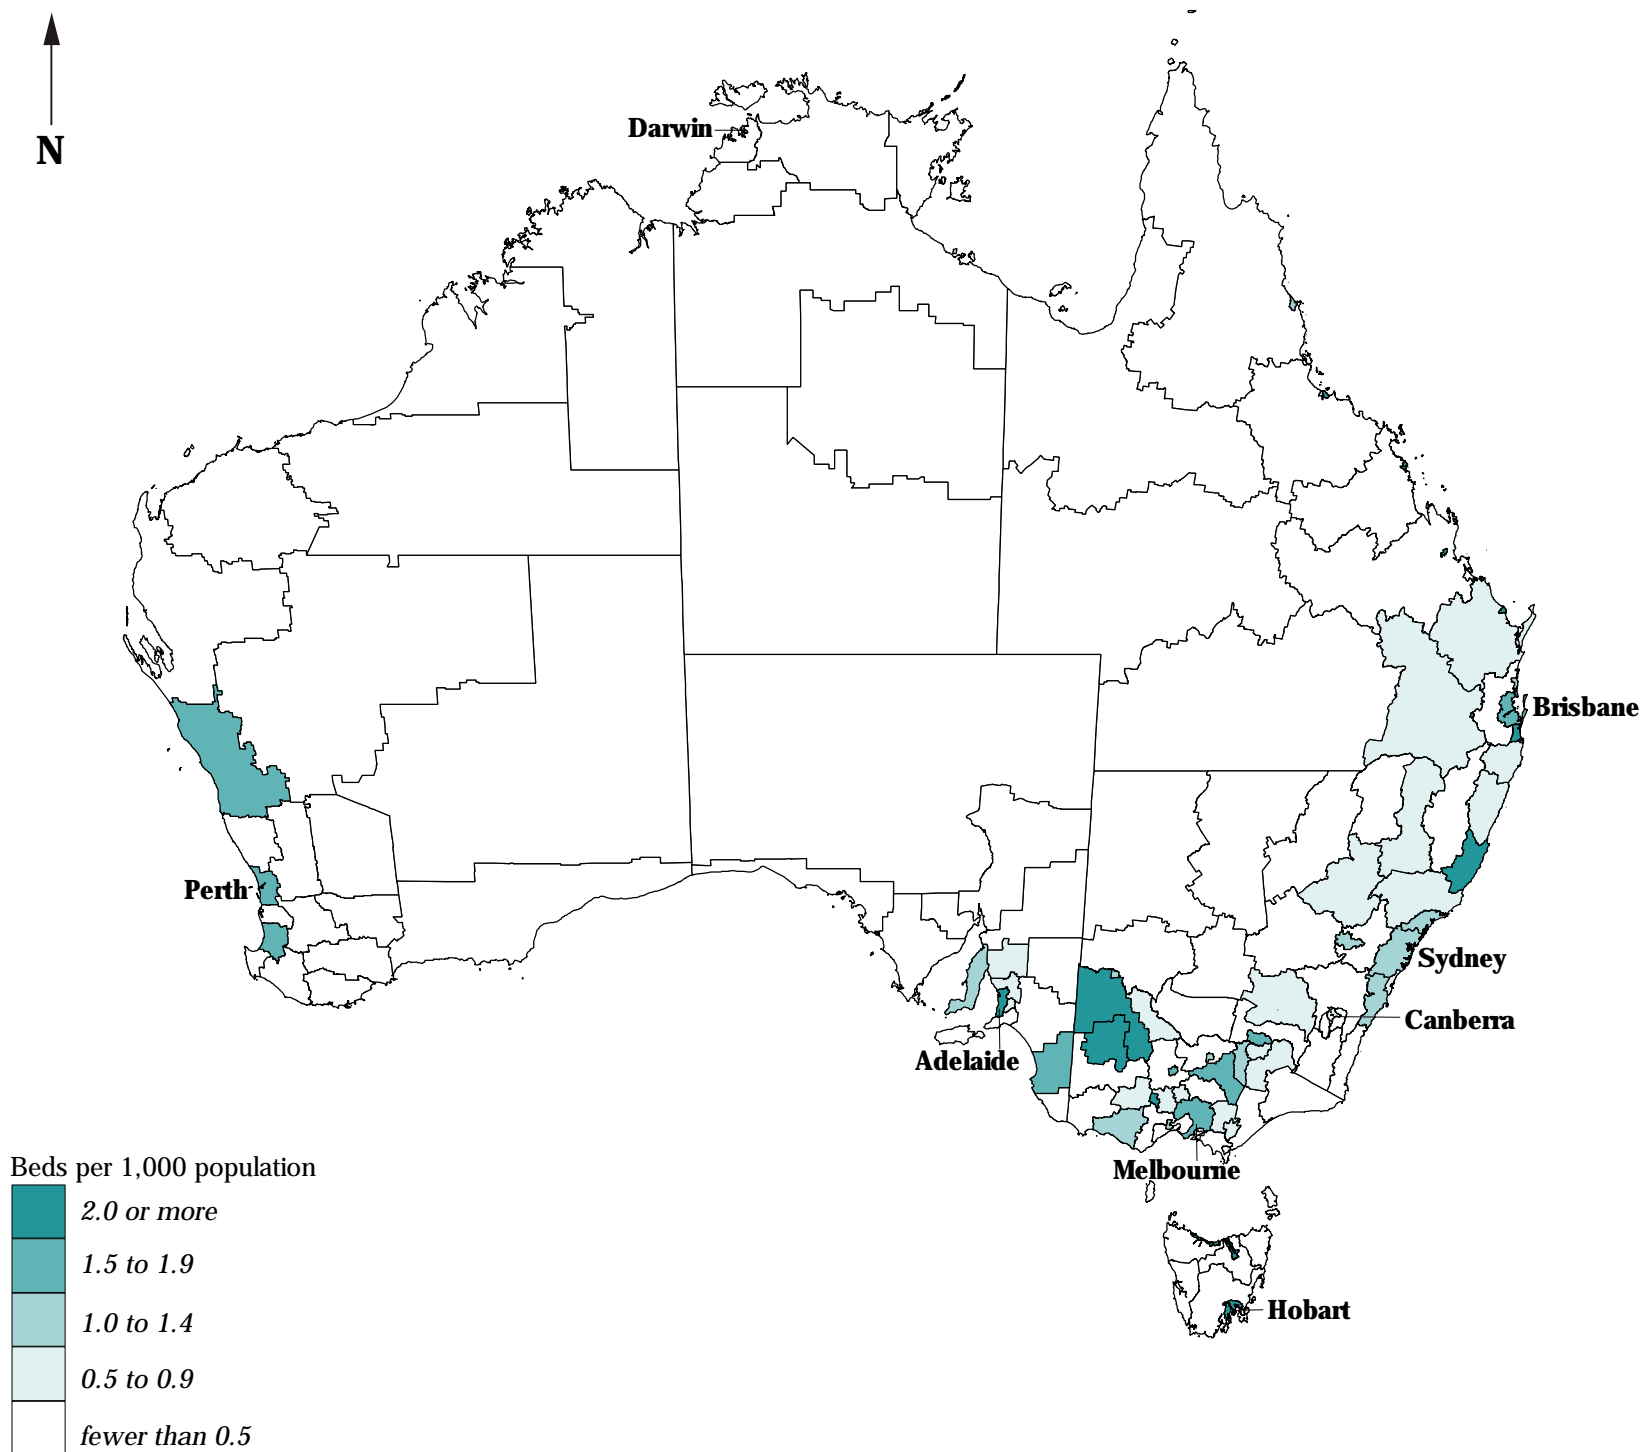 N
Darwin
Brisbane
Perth
Sydney
Canberra
Adelaide
Melbourne
Hobart
Beds per 1,000 population
2.0 or more
1.5 to 1.9
1.0 to 1.4
0.5 to 0.9
fewer than 0.5